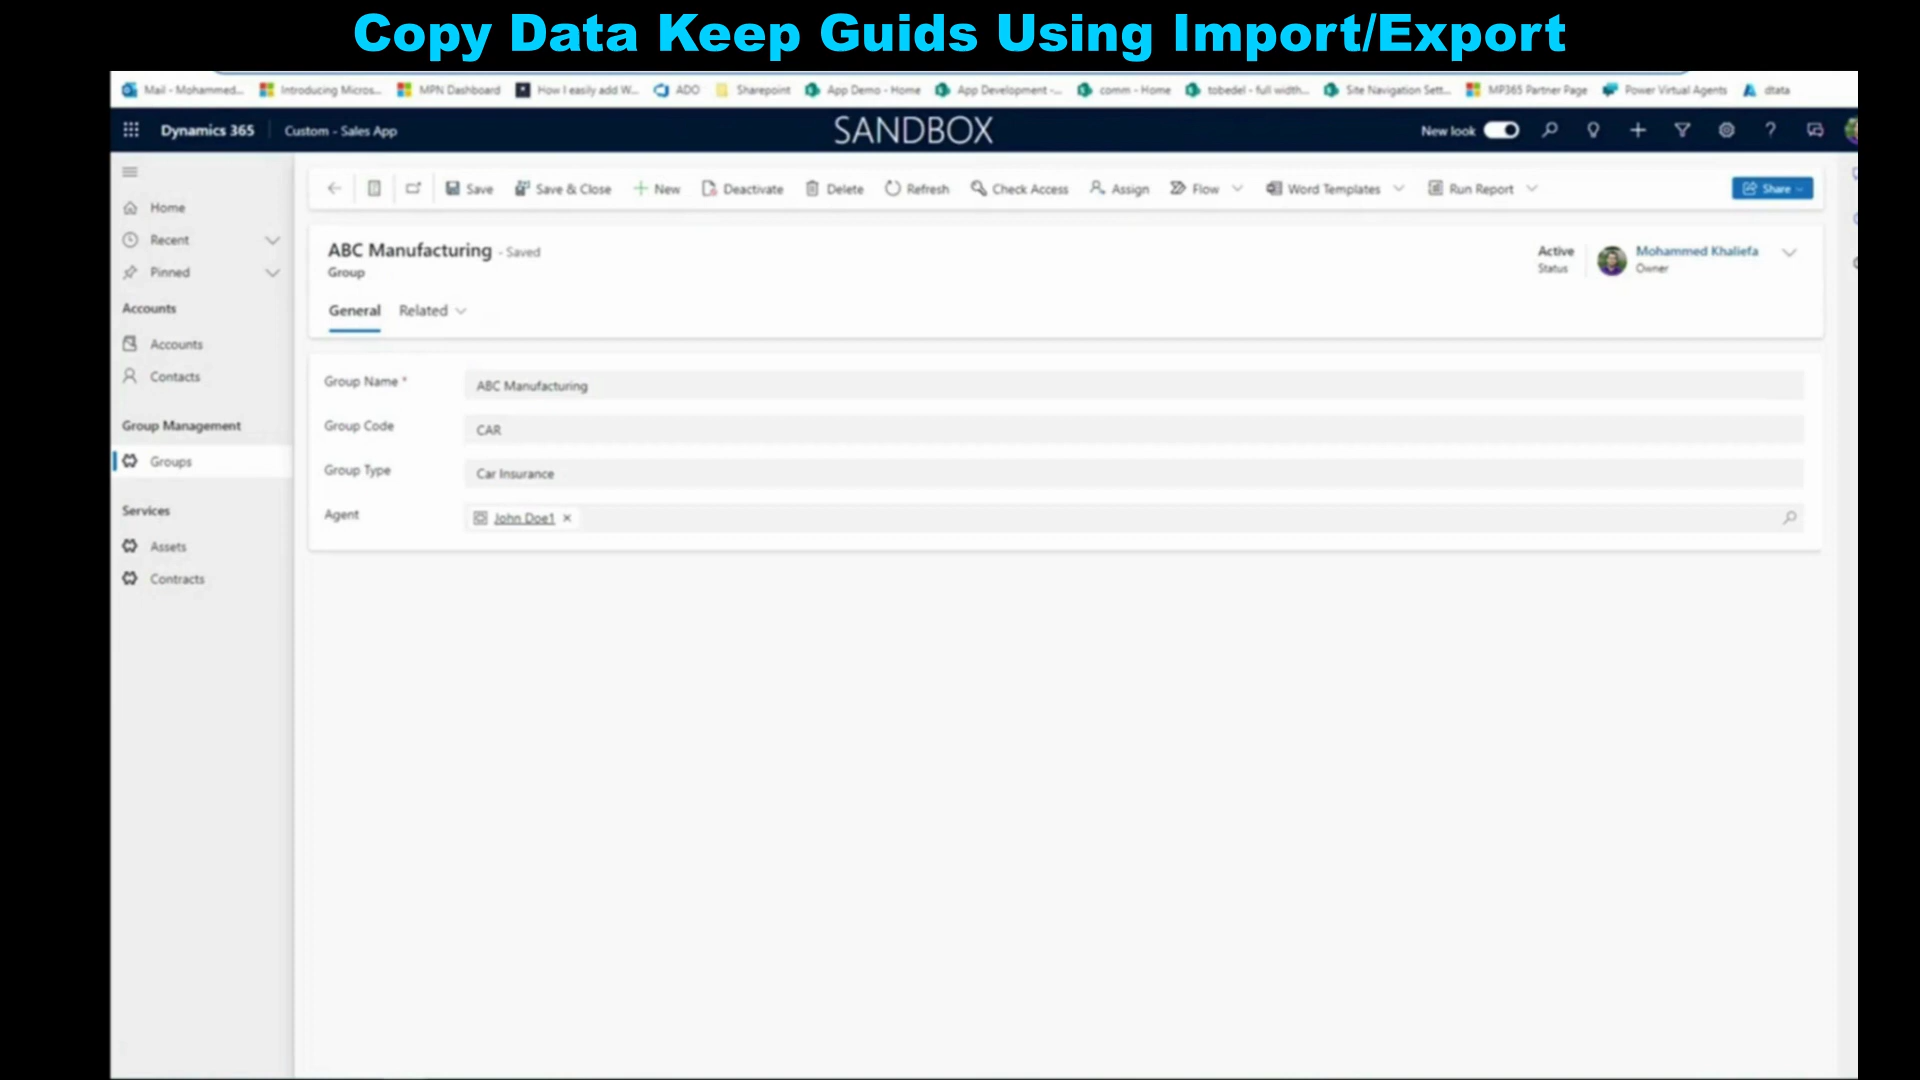 Copy Data Keep Guids Using Import/Export
Mail - Mohammed... Introducing Micros... MPN Dashboard How I easily add W... ADO Sharepoint App Demo - Home App Development -... comm - Home tobedel - full width... Site Navigation Sett... MP365 Partner Page Power Virtual Agents dtata
Dynamics 365 Custom - Sales App SANDBOX New look
Save Save & Close New Deactivate Delete Refresh Check Access Assign Flow Word Templates Run Report Share
Home
Recent
Pinned
Accounts
Accounts
Contacts
Group Management
Groups
Services
Assets
Contracts
ABC Manufacturing - Saved
Group
Active
Status
Mohammed Khaliefa
Owner
General Related
Group Name * ABC Manufacturing
Group Code CAR
Group Type Car Insurance
Agent John Doe1